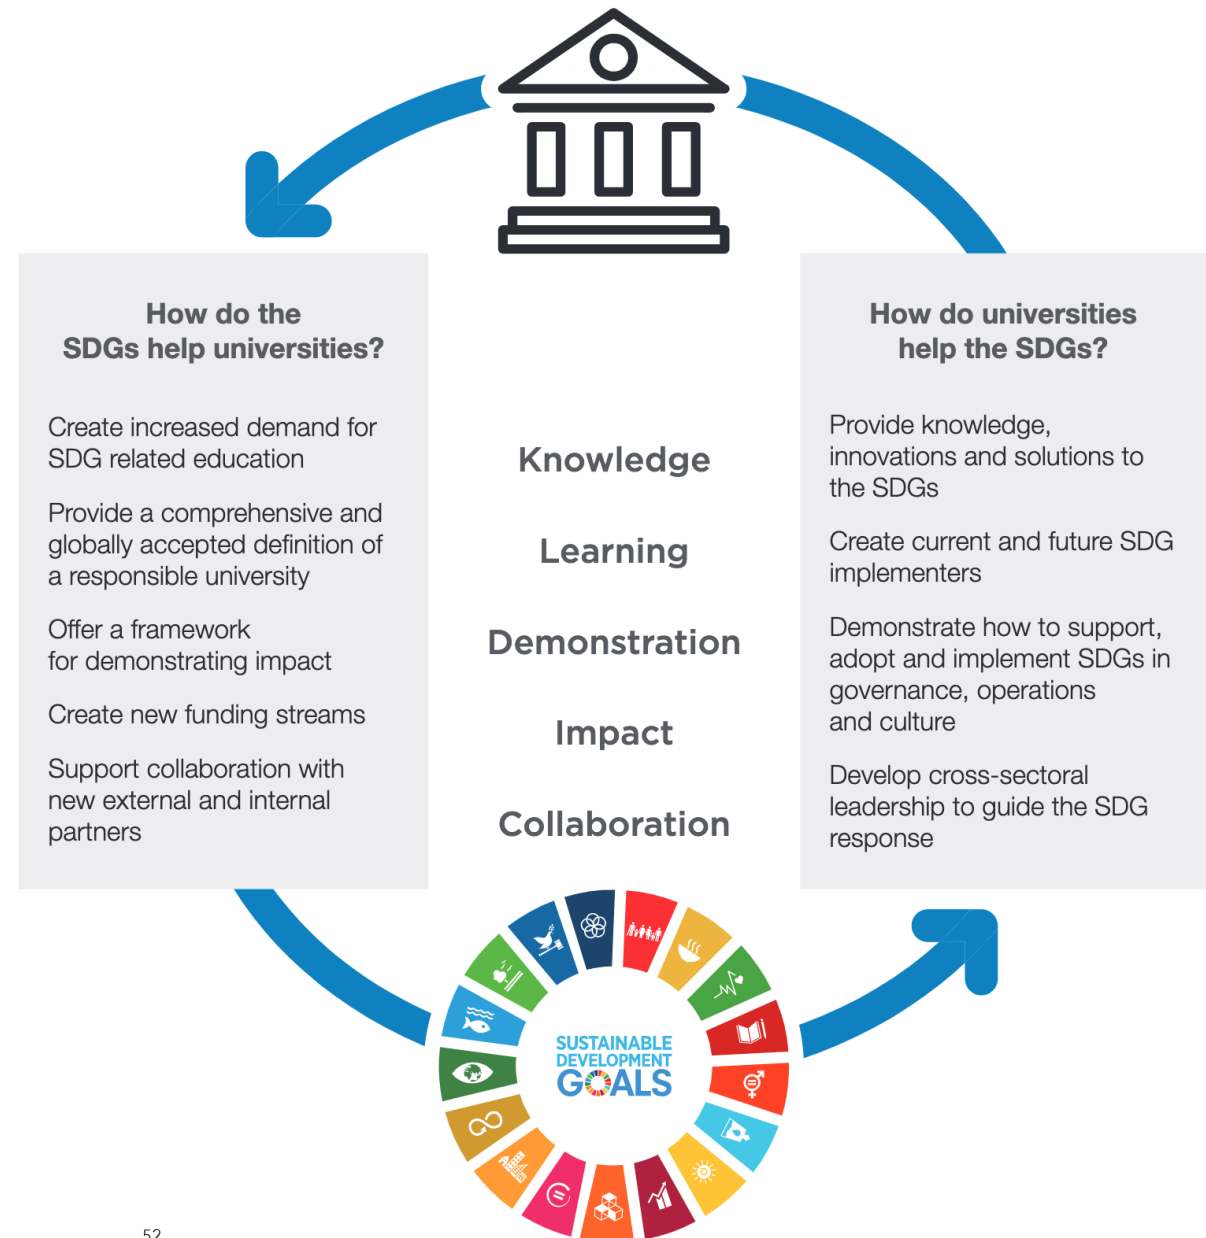 How do the
SDGs help universities?
Create increased demand for
SDG related education
Provide a comprehensive and
globally accepted definition of
a responsible university
Offer a framework
for demonstrating impact
Create new funding streams
Support collaboration with
new external and internal
partners
Knowledge
Learning
Demonstration
Impact
Collaboration
How do universities
help the SDGs?
Provide knowledge,
innovations and solutions to
the SDGs
Create current and future SDG
implementers
Demonstrate how to support,
adopt and implement SDGs in
governance, operations
and culture
Develop cross-sectoral
leadership to guide the SDG
response
SUSTAINABLE
DEVELOPMENT
GOALS
52